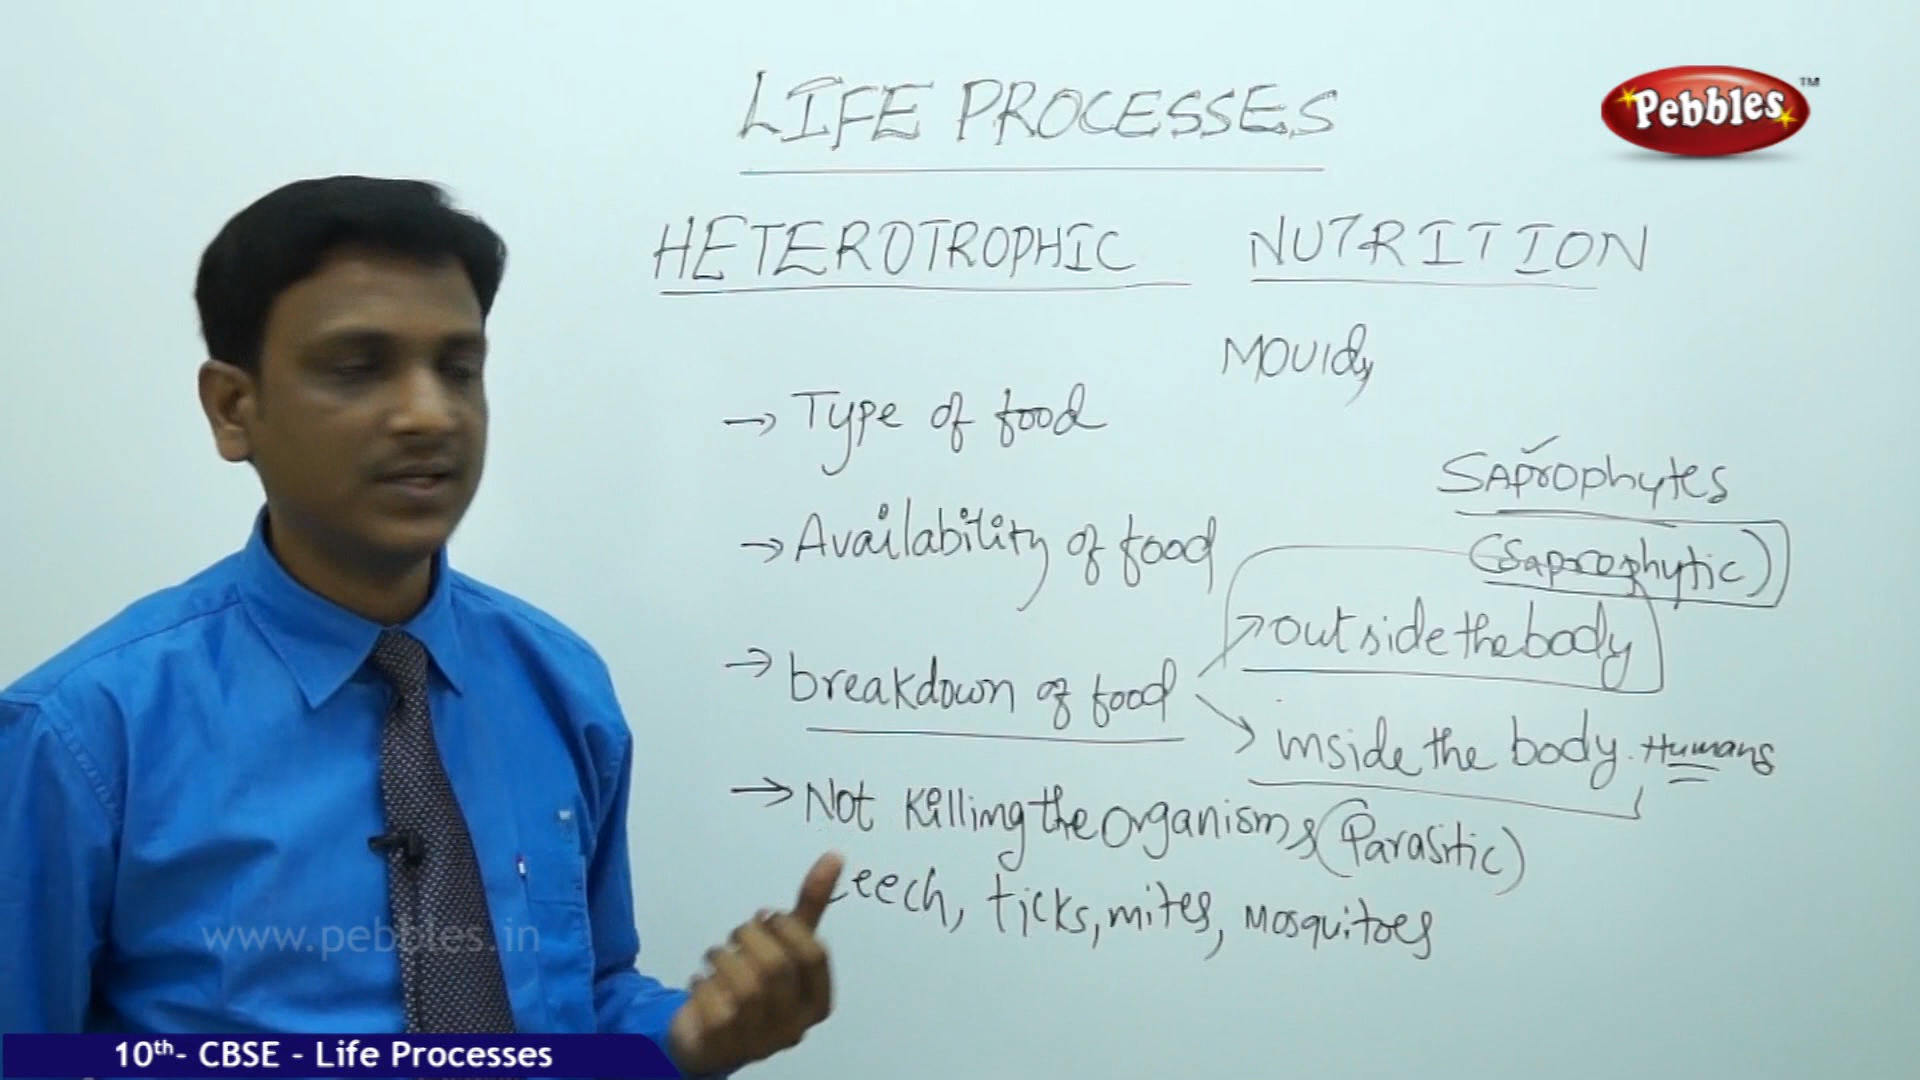 LIFE PROCESSES
Pebbles™
HETEROTROPHIC NUTRITION
Mouldy
→ Type of food
Saprophytes
(saprophytic)
→ Availability of food
→ outside the body
→ breakdown of food
→ inside the body. Humans
→ Not killing the organisms (Parasitic)
Leech, ticks, mites, Mosquitoes
www.pebbles.in
10th- CBSE - Life Processes